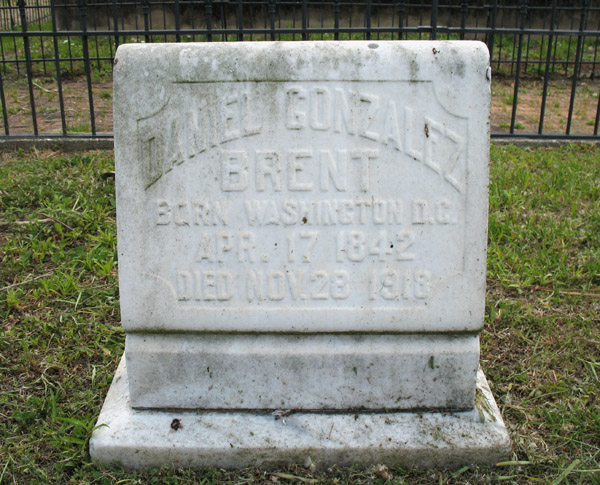 DANIEL GONZALEZ
BRENT
BORN WASHINGTON D.C.
APR. 17 1842
DIED NOV. 28 1918